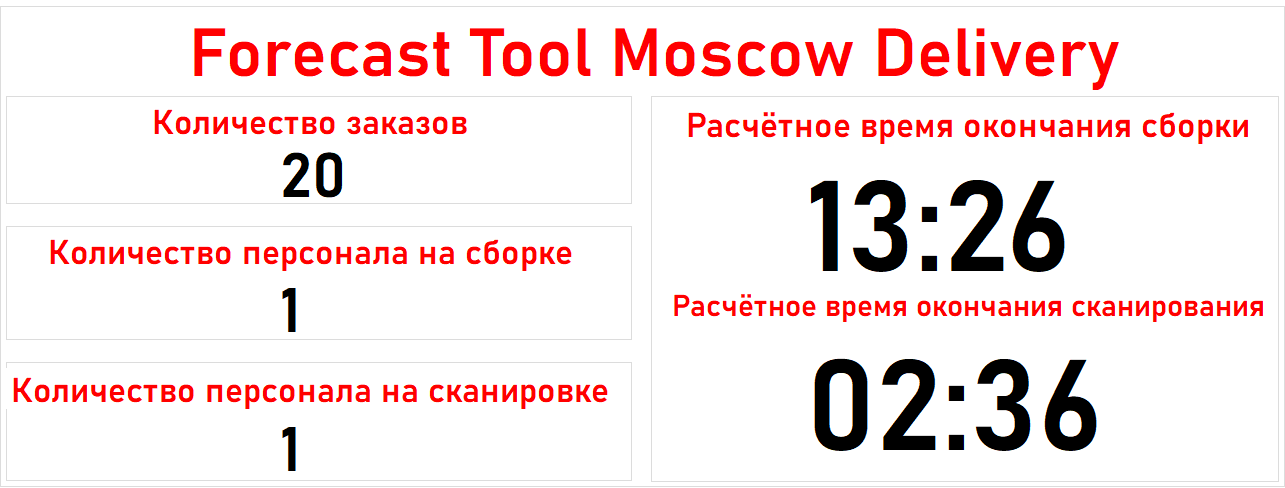 Forecast Tool Moscow Delivery
Количество заказов
20
Количество персонала на сборке
1
Количество персонала на сканировке
1
Расчётное время окончания сборки
13:26
Расчётное время окончания сканирования
02:36